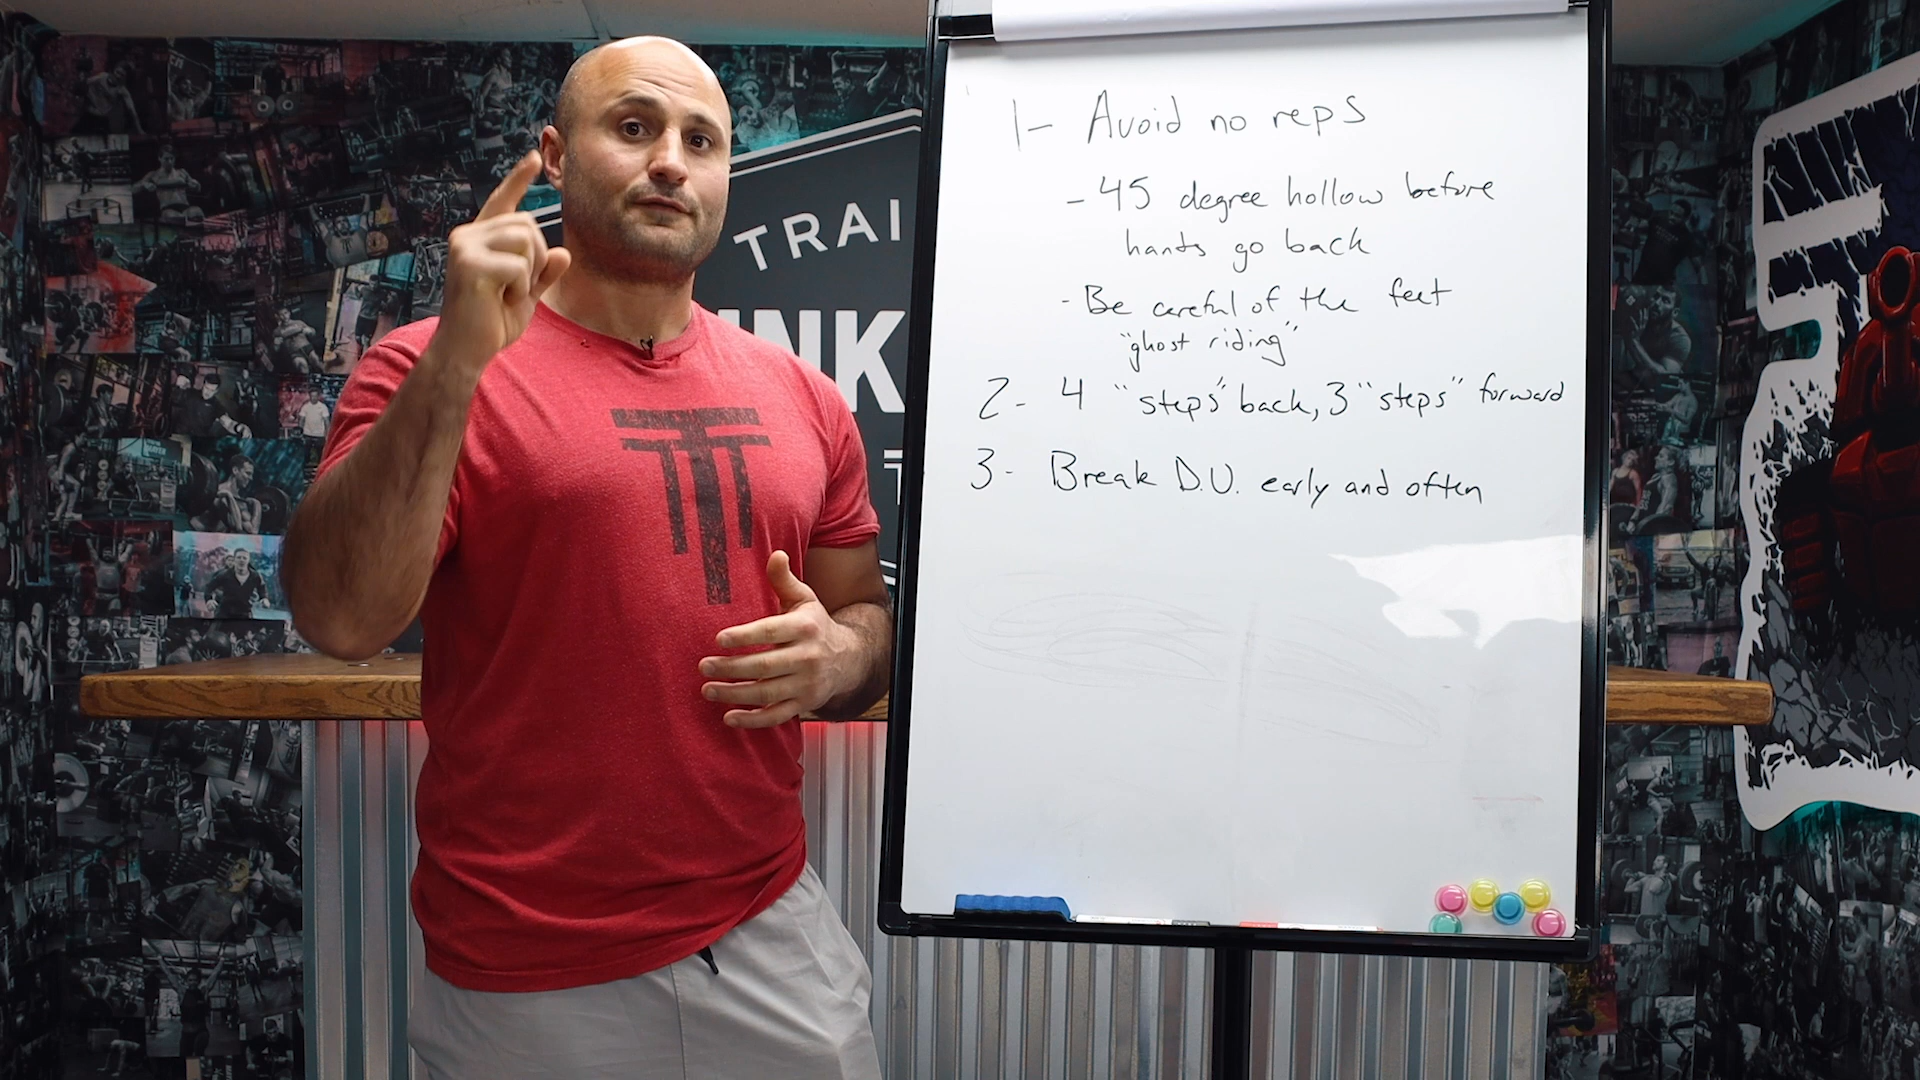 1- Avoid no reps
- 45 degree hollow before
hands go back
- Be careful of the feet
"ghost riding"
2- 4 "steps" back, 3 "steps" forward
3- Break D.U. early and often
TRAI
INK
T
TTT